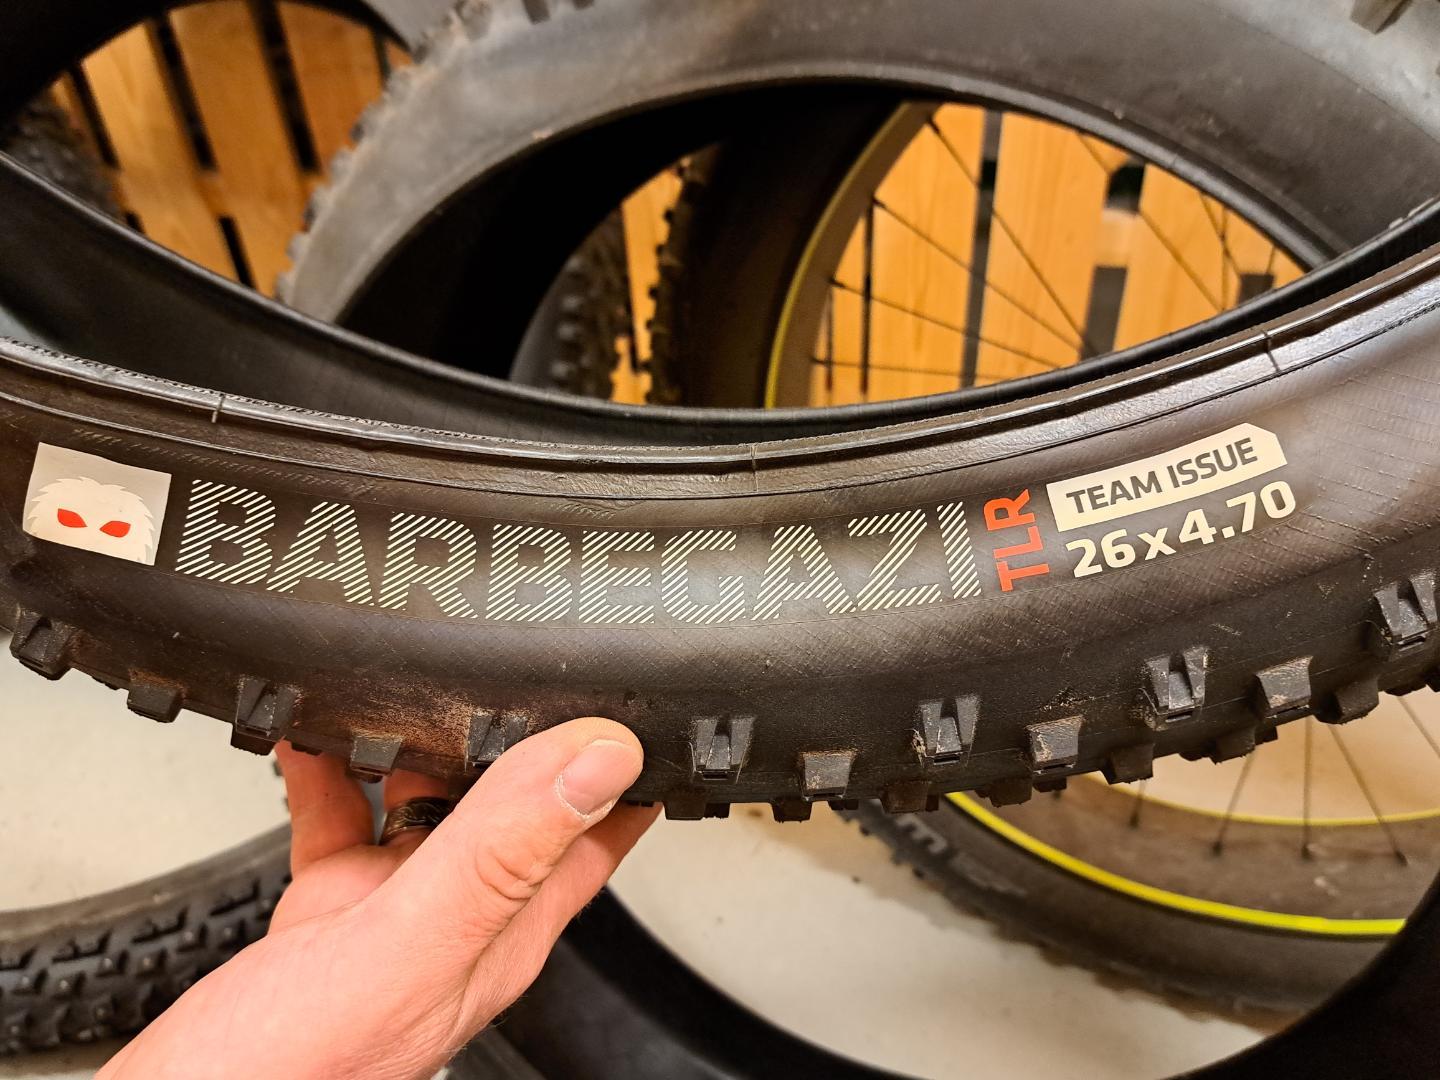 BARBEGAZI TLR
TEAM ISSUE
26x4.70